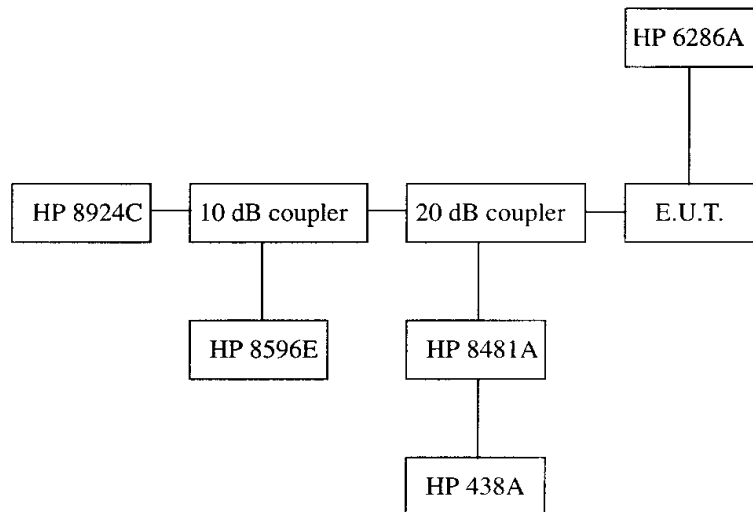 HP 6286A
HP 8924C
10 dB coupler
20 dB coupler
E.U.T.
HP 8596E
HP 8481A
HP 438A